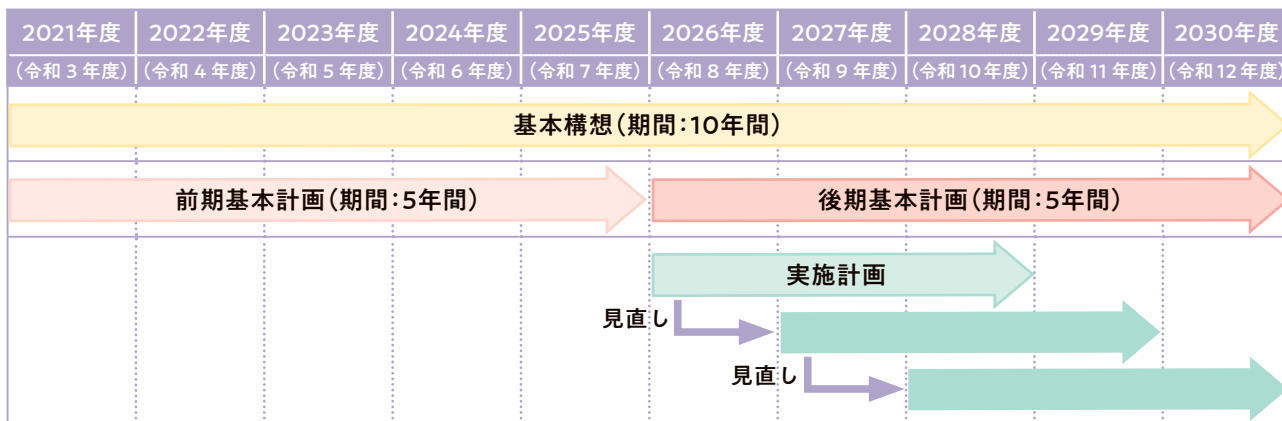 2021年度 2022年度 2023年度 2024年度 2025年度 2026年度 2027年度 2028年度 2029年度 2030年度
(令和3年度) (令和4年度) (令和5年度) (令和6年度) (令和7年度) (令和8年度) (令和9年度) (令和10年度) (令和11年度) (令和12年度)
基本構想(期間:10年間)
前期基本計画(期間:5年間) 後期基本計画(期間:5年間)
実施計画
見直し
見直し